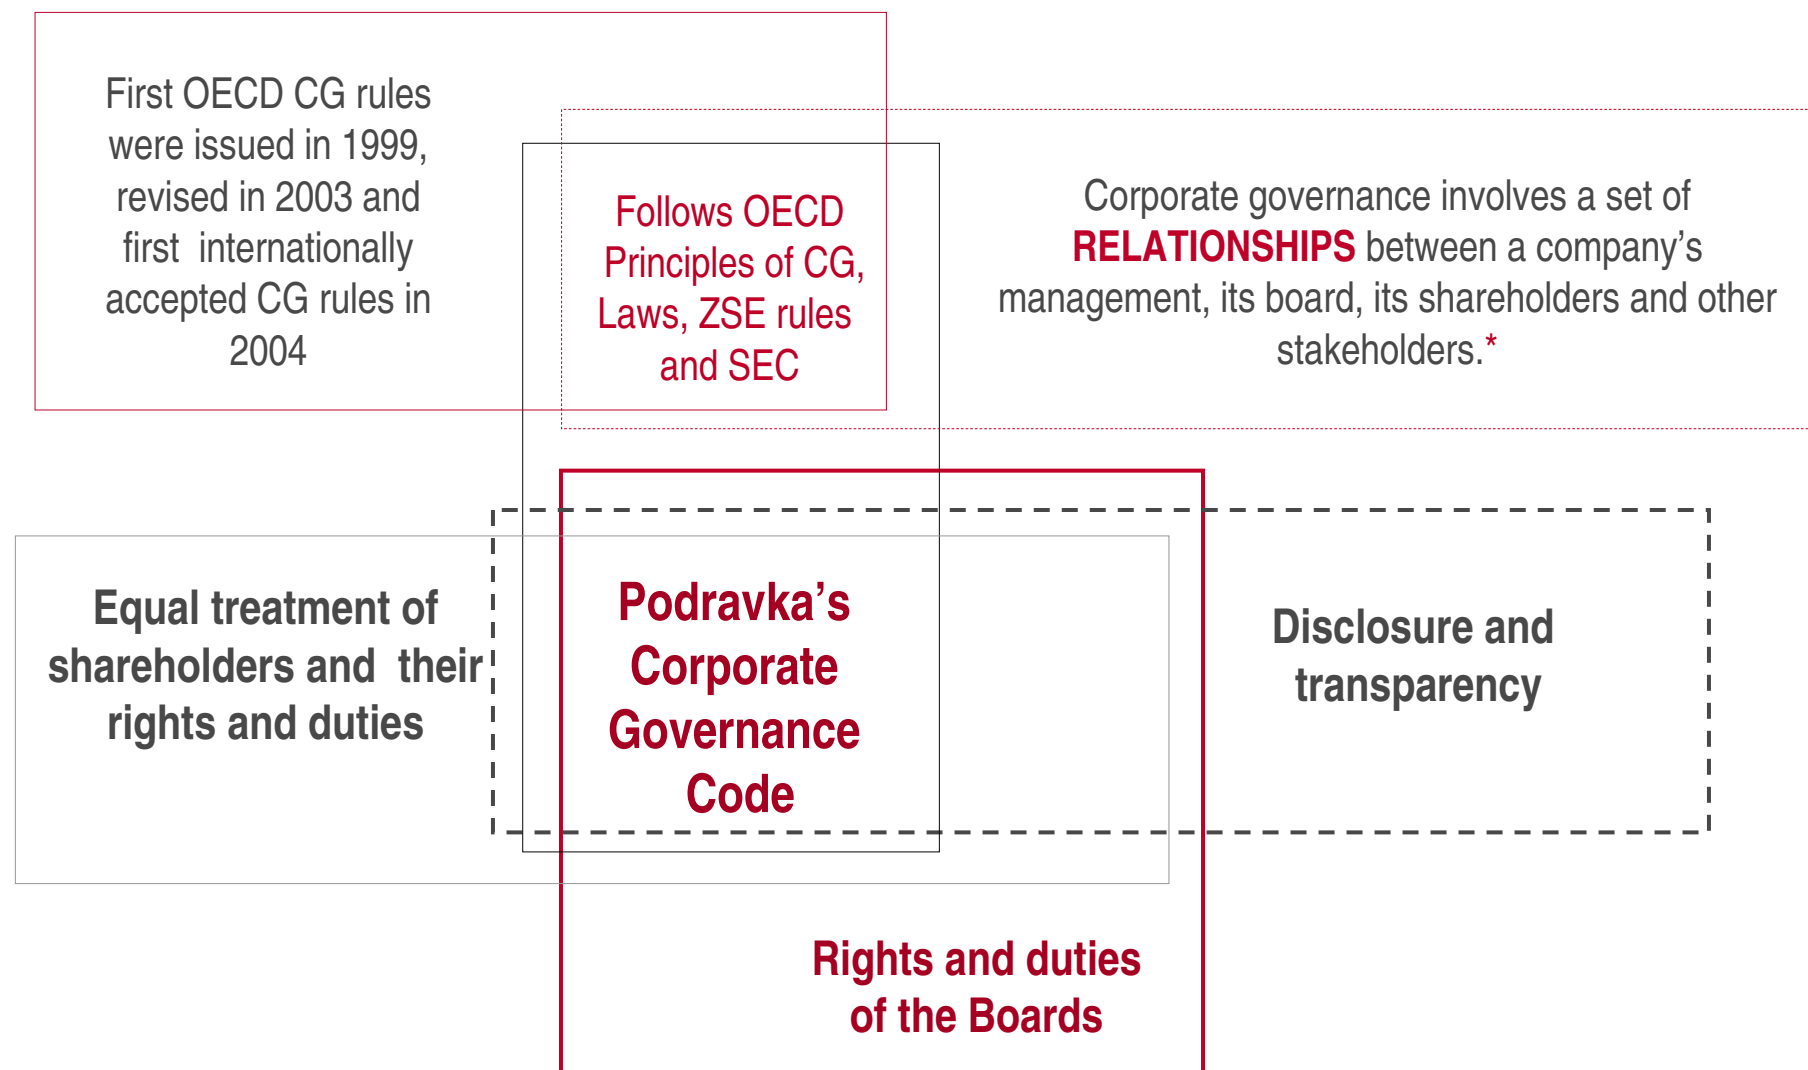 First OECD CG rules
were issued in 1999,
revised in 2003 and
first  internationally
accepted CG rules in
2004
Follows OECD
Principles of CG,
Laws, ZSE rules
and SEC
Corporate governance involves a set of
RELATIONSHIPS between a company’s
management, its board, its shareholders and other
stakeholders.*
Equal treatment of
shareholders and  their
rights and duties
Podravka’s
Corporate
Governance
Code
Disclosure and
transparency
Rights and duties
of the Boards